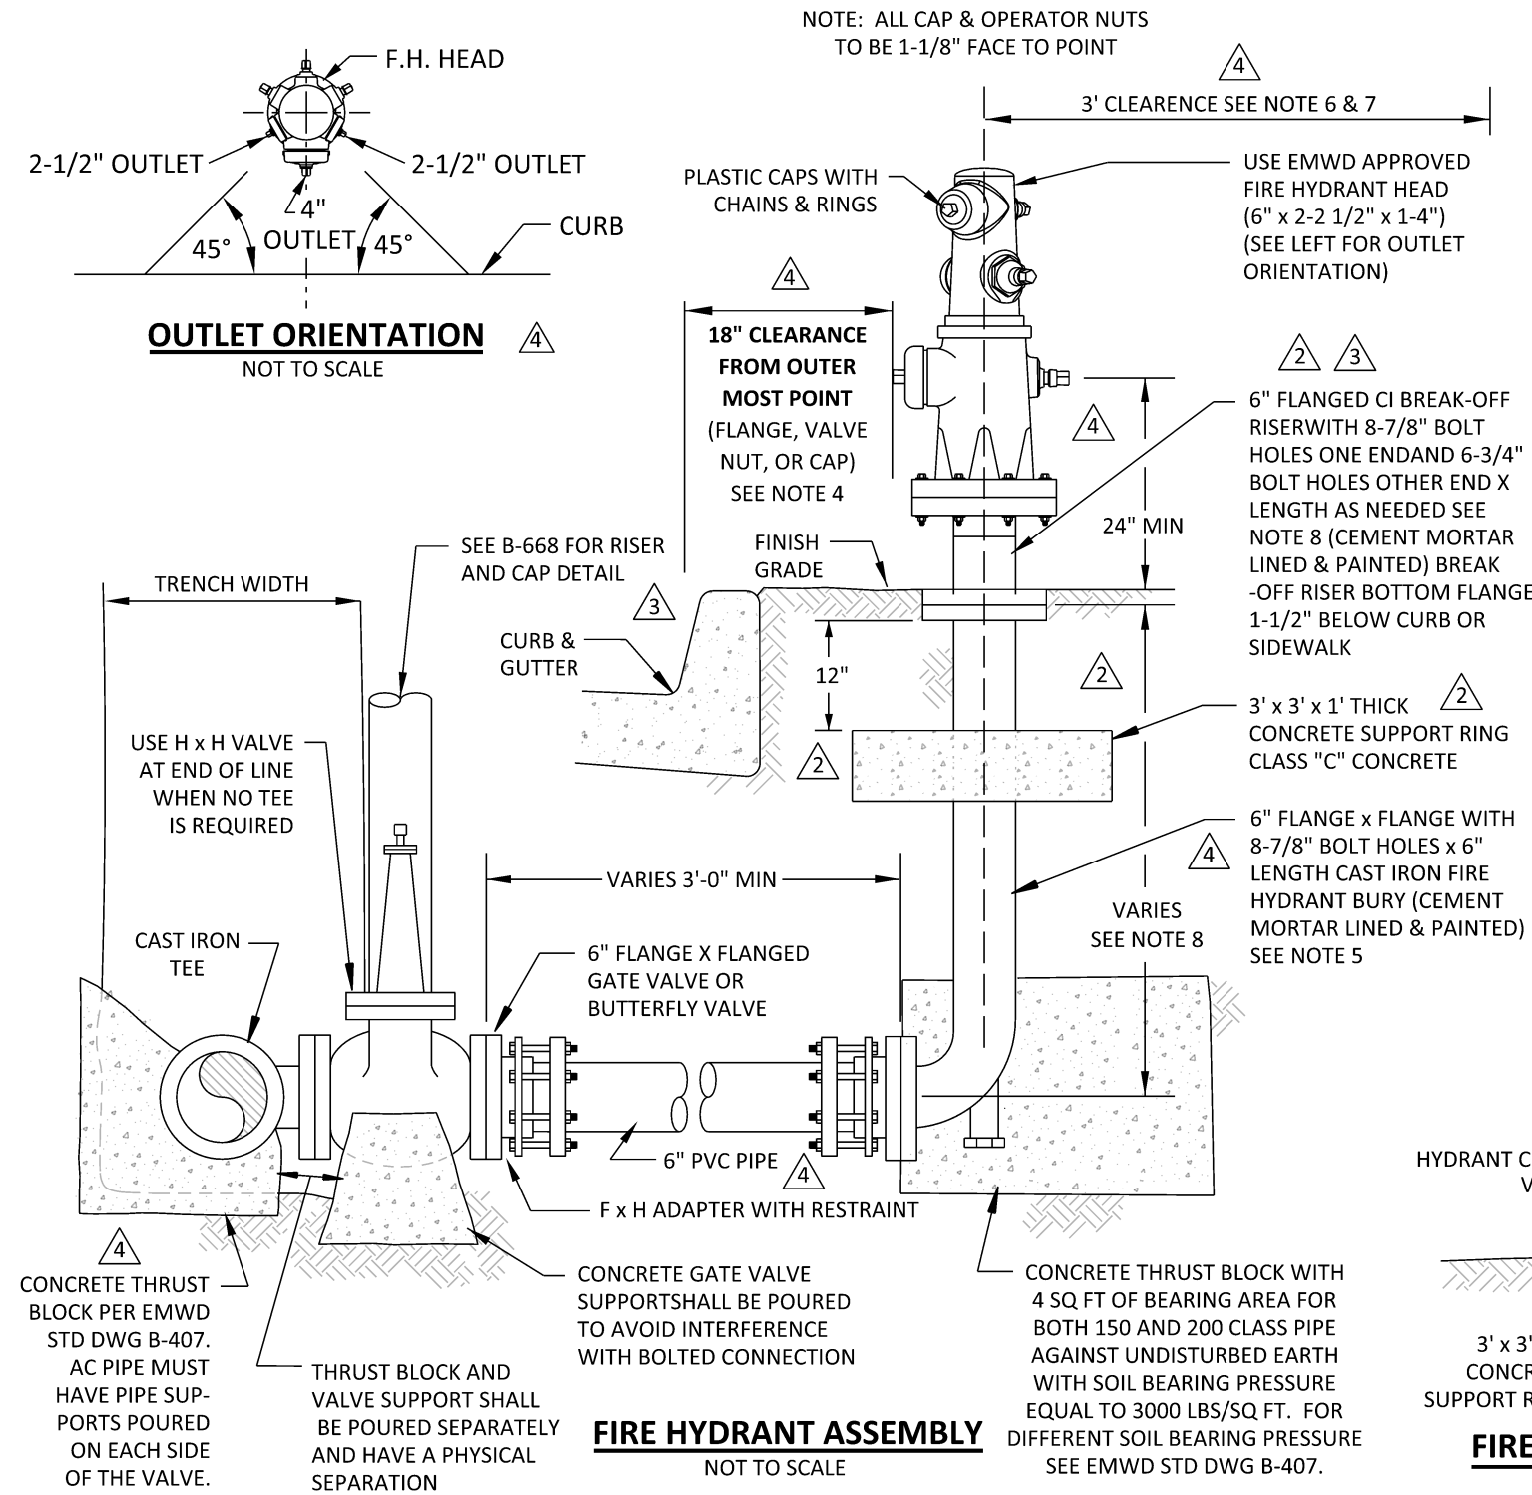 NOTE: ALL CAP & OPERATOR NUTS
TO BE 1-1/8" FACE TO POINT
F.H. HEAD
2-1/2" OUTLET
2-1/2" OUTLET
4"
OUTLET
45°
45°
CURB
OUTLET ORIENTATION
4
NOT TO SCALE
4
3' CLEARENCE SEE NOTE 6 & 7
PLASTIC CAPS WITH
CHAINS & RINGS
USE EMWD APPROVED
FIRE HYDRANT HEAD
(6" x 2-2 1/2" x 1-4")
(SEE LEFT FOR OUTLET
ORIENTATION)
4
18" CLEARANCE
FROM OUTER
MOST POINT
(FLANGE, VALVE
NUT, OR CAP)
SEE NOTE 4
2
3
4
6" FLANGED CI BREAK-OFF
RISERWITH 8-7/8" BOLT
HOLES ONE ENDAND 6-3/4"
BOLT HOLES OTHER END X
LENGTH AS NEEDED SEE
NOTE 8 (CEMENT MORTAR
LINED & PAINTED) BREAK
-OFF RISER BOTTOM FLANGE
1-1/2" BELOW CURB OR
SIDEWALK
24" MIN
FINISH
GRADE
SEE B-668 FOR RISER
AND CAP DETAIL
TRENCH WIDTH
3
CURB &
GUTTER
12"
2
2
2
3' x 3' x 1' THICK
CONCRETE SUPPORT RING
CLASS "C" CONCRETE
USE H x H VALVE
AT END OF LINE
WHEN NO TEE
IS REQUIRED
4
6" FLANGE x FLANGE WITH
8-7/8" BOLT HOLES x 6"
LENGTH CAST IRON FIRE
HYDRANT BURY (CEMENT
MORTAR LINED & PAINTED)
SEE NOTE 5
VARIES 3'-0" MIN
VARIES
SEE NOTE 8
CAST IRON
TEE
6" FLANGE X FLANGED
GATE VALVE OR
BUTTERFLY VALVE
6" PVC PIPE
4
F x H ADAPTER WITH RESTRAINT
HYDRANT C
V
4
CONCRETE THRUST
BLOCK PER EMWD
STD DWG B-407.
AC PIPE MUST
HAVE PIPE SUP-
PORTS POURED
ON EACH SIDE
OF THE VALVE.
THRUST BLOCK AND
VALVE SUPPORT SHALL
BE POURED SEPARATELY
AND HAVE A PHYSICAL
SEPARATION
CONCRETE GATE VALVE
SUPPORTSHALL BE POURED
TO AVOID INTERFERENCE
WITH BOLTED CONNECTION
CONCRETE THRUST BLOCK WITH
4 SQ FT OF BEARING AREA FOR
BOTH 150 AND 200 CLASS PIPE
AGAINST UNDISTURBED EARTH
WITH SOIL BEARING PRESSURE
EQUAL TO 3000 LBS/SQ FT. FOR
DIFFERENT SOIL BEARING PRESSURE
SEE EMWD STD DWG B-407.
3' x 3'
CONCR
SUPPORT R
FIRE HYDRANT ASSEMBLY
NOT TO SCALE
FIRE